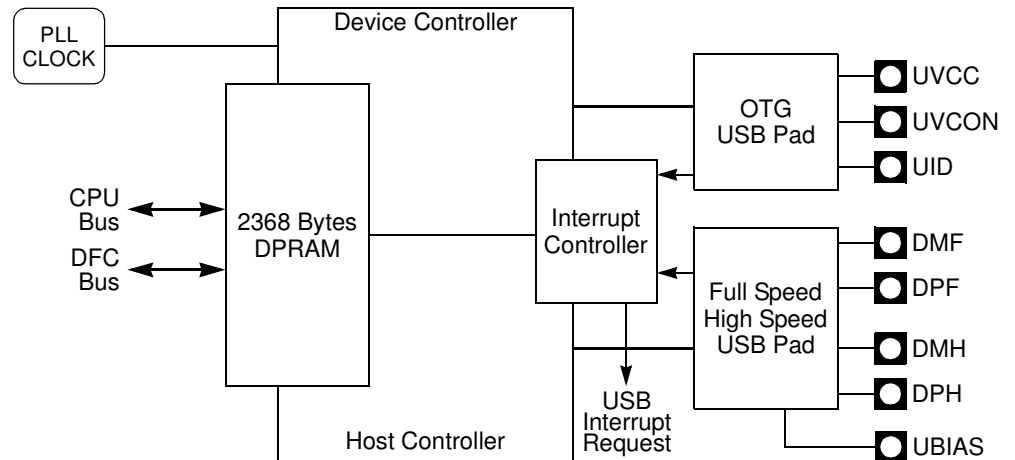 PLL
CLOCK
Device Controller
OTG
USB Pad
UVCC
UVCON
UID
CPU
Bus
DFC
Bus
2368 Bytes
DPRAM
Interrupt
Controller
Full Speed
High Speed
USB Pad
DMF
DPF
DMH
DPH
UBIAS
USB
Interrupt
Request
Host Controller